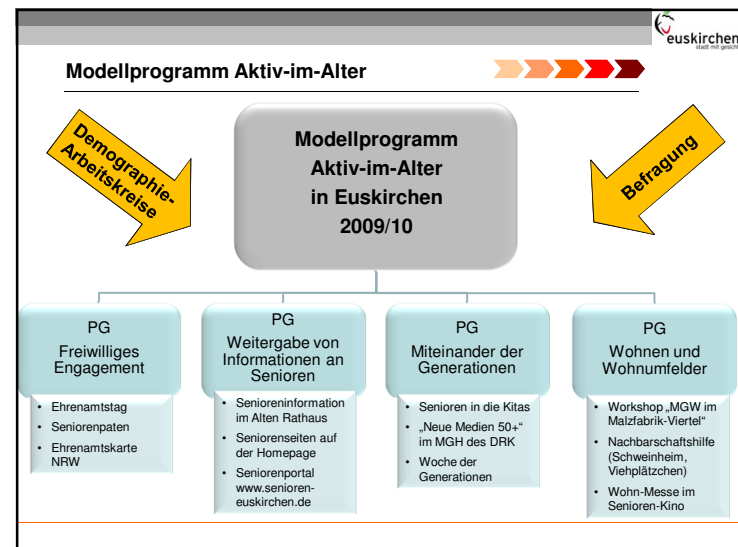 euskirchen
stadt mit gesicht
Modellprogramm Aktiv-im-Alter
Demographie-
Arbeitskreise
Modellprogramm
Aktiv-im-Alter
in Euskirchen
2009/10
Befragung
PG
Freiwilliges
Engagement
• Ehrenamtstag
• Seniorenpaten
• Ehrenamtskarte
NRW
PG
Weitergabe von
Informationen an
Senioren
• Senioreninformation
im Alten Rathaus
• Seniorenseiten auf
der Homepage
• Seniorenportal
www.senioren-
euskirchen.de
PG
Miteinander der
Generationen
• Senioren in die Kitas
• „Neue Medien 50+“
im MGH des DRK
• Woche der
Generationen
PG
Wohnen und
Wohnumfelder
• Workshop „MGW im
Malzfabrik-Viertel“
• Nachbarschaftshilfe
(Schweinheim,
Viehplätzchen)
• Wohn-Messe im
Senioren-Kino